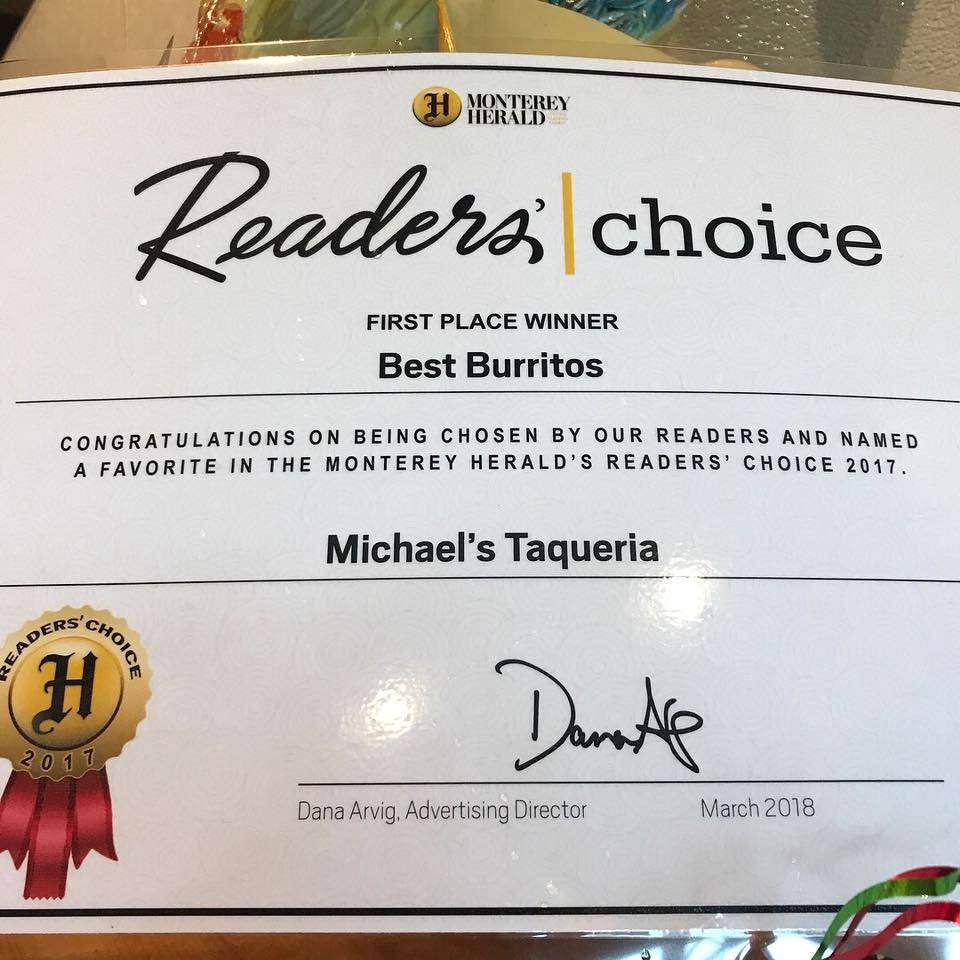 H MONTEREY
HERALD
Readers' choice
FIRST PLACE WINNER
Best Burritos
CONGRATULATIONS ON BEING CHOSEN BY OUR READERS AND NAMED
A FAVORITE IN THE MONTEREY HERALD'S READERS' CHOICE 2017.
Michael's Taqueria
READERS' CHOICE
H
2017
Dana Arvig, Advertising Director March 2018